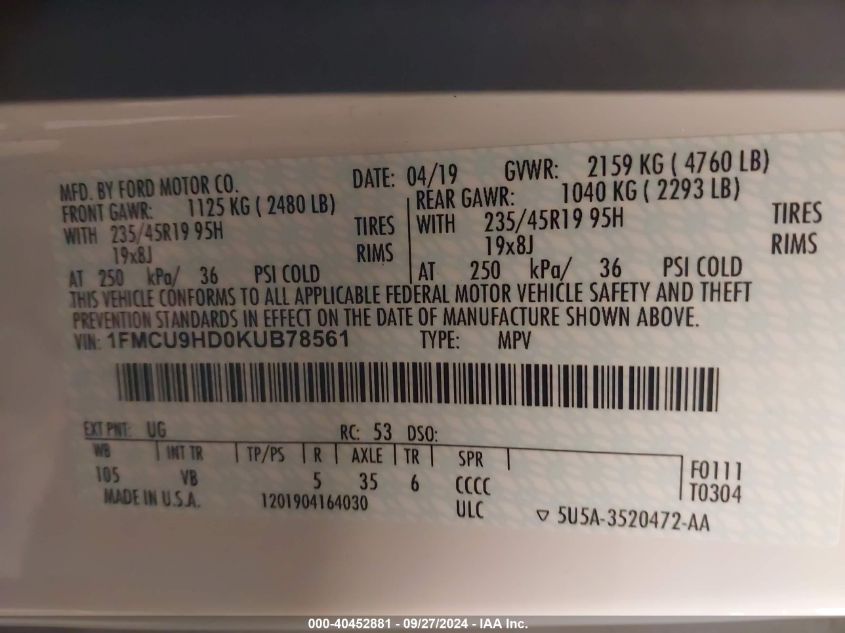 MFD. BY FORD MOTOR CO. DATE: 04/19 GVWR: 2159 KG ( 4760 LB)
FRONT GAWR: 1125 KG ( 2480 LB) REAR GAWR: 1040 KG ( 2293 LB)
WITH 235/45R19 95H TIRES WITH 235/45R19 95H TIRES
19x8J RIMS 19x8J RIMS
AT 250 kPa/ 36 PSI COLD AT 250 kPa/ 36 PSI COLD
THIS VEHICLE CONFORMS TO ALL APPLICABLE FEDERAL MOTOR VEHICLE SAFETY AND THEFT
PREVENTION STANDARDS IN EFFECT ON THE DATE OF MANUFACTURE SHOWN ABOVE.
VIN: 1FMCU9HD0KUB78561 TYPE: MPV
EXT PNT: UG RC: 53 DSO:
WB INT TR TP/PS R AXLE TR SPR F0111
105 VB 5 35 6 CCCC T0304
MADE IN U.S.A. 1201904164030 ULC ▽ 5U5A-3520472-AA
000-40452881 - 09/27/2024 - IAA Inc.